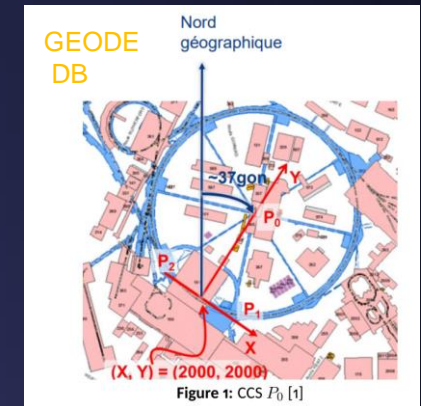 GEODE
DB
Nord
géographique
~37gon
Y
P₀
P₂
P₁
X
(X, Y) = (2000, 2000)
Figure 1: CCS P₀ [1]